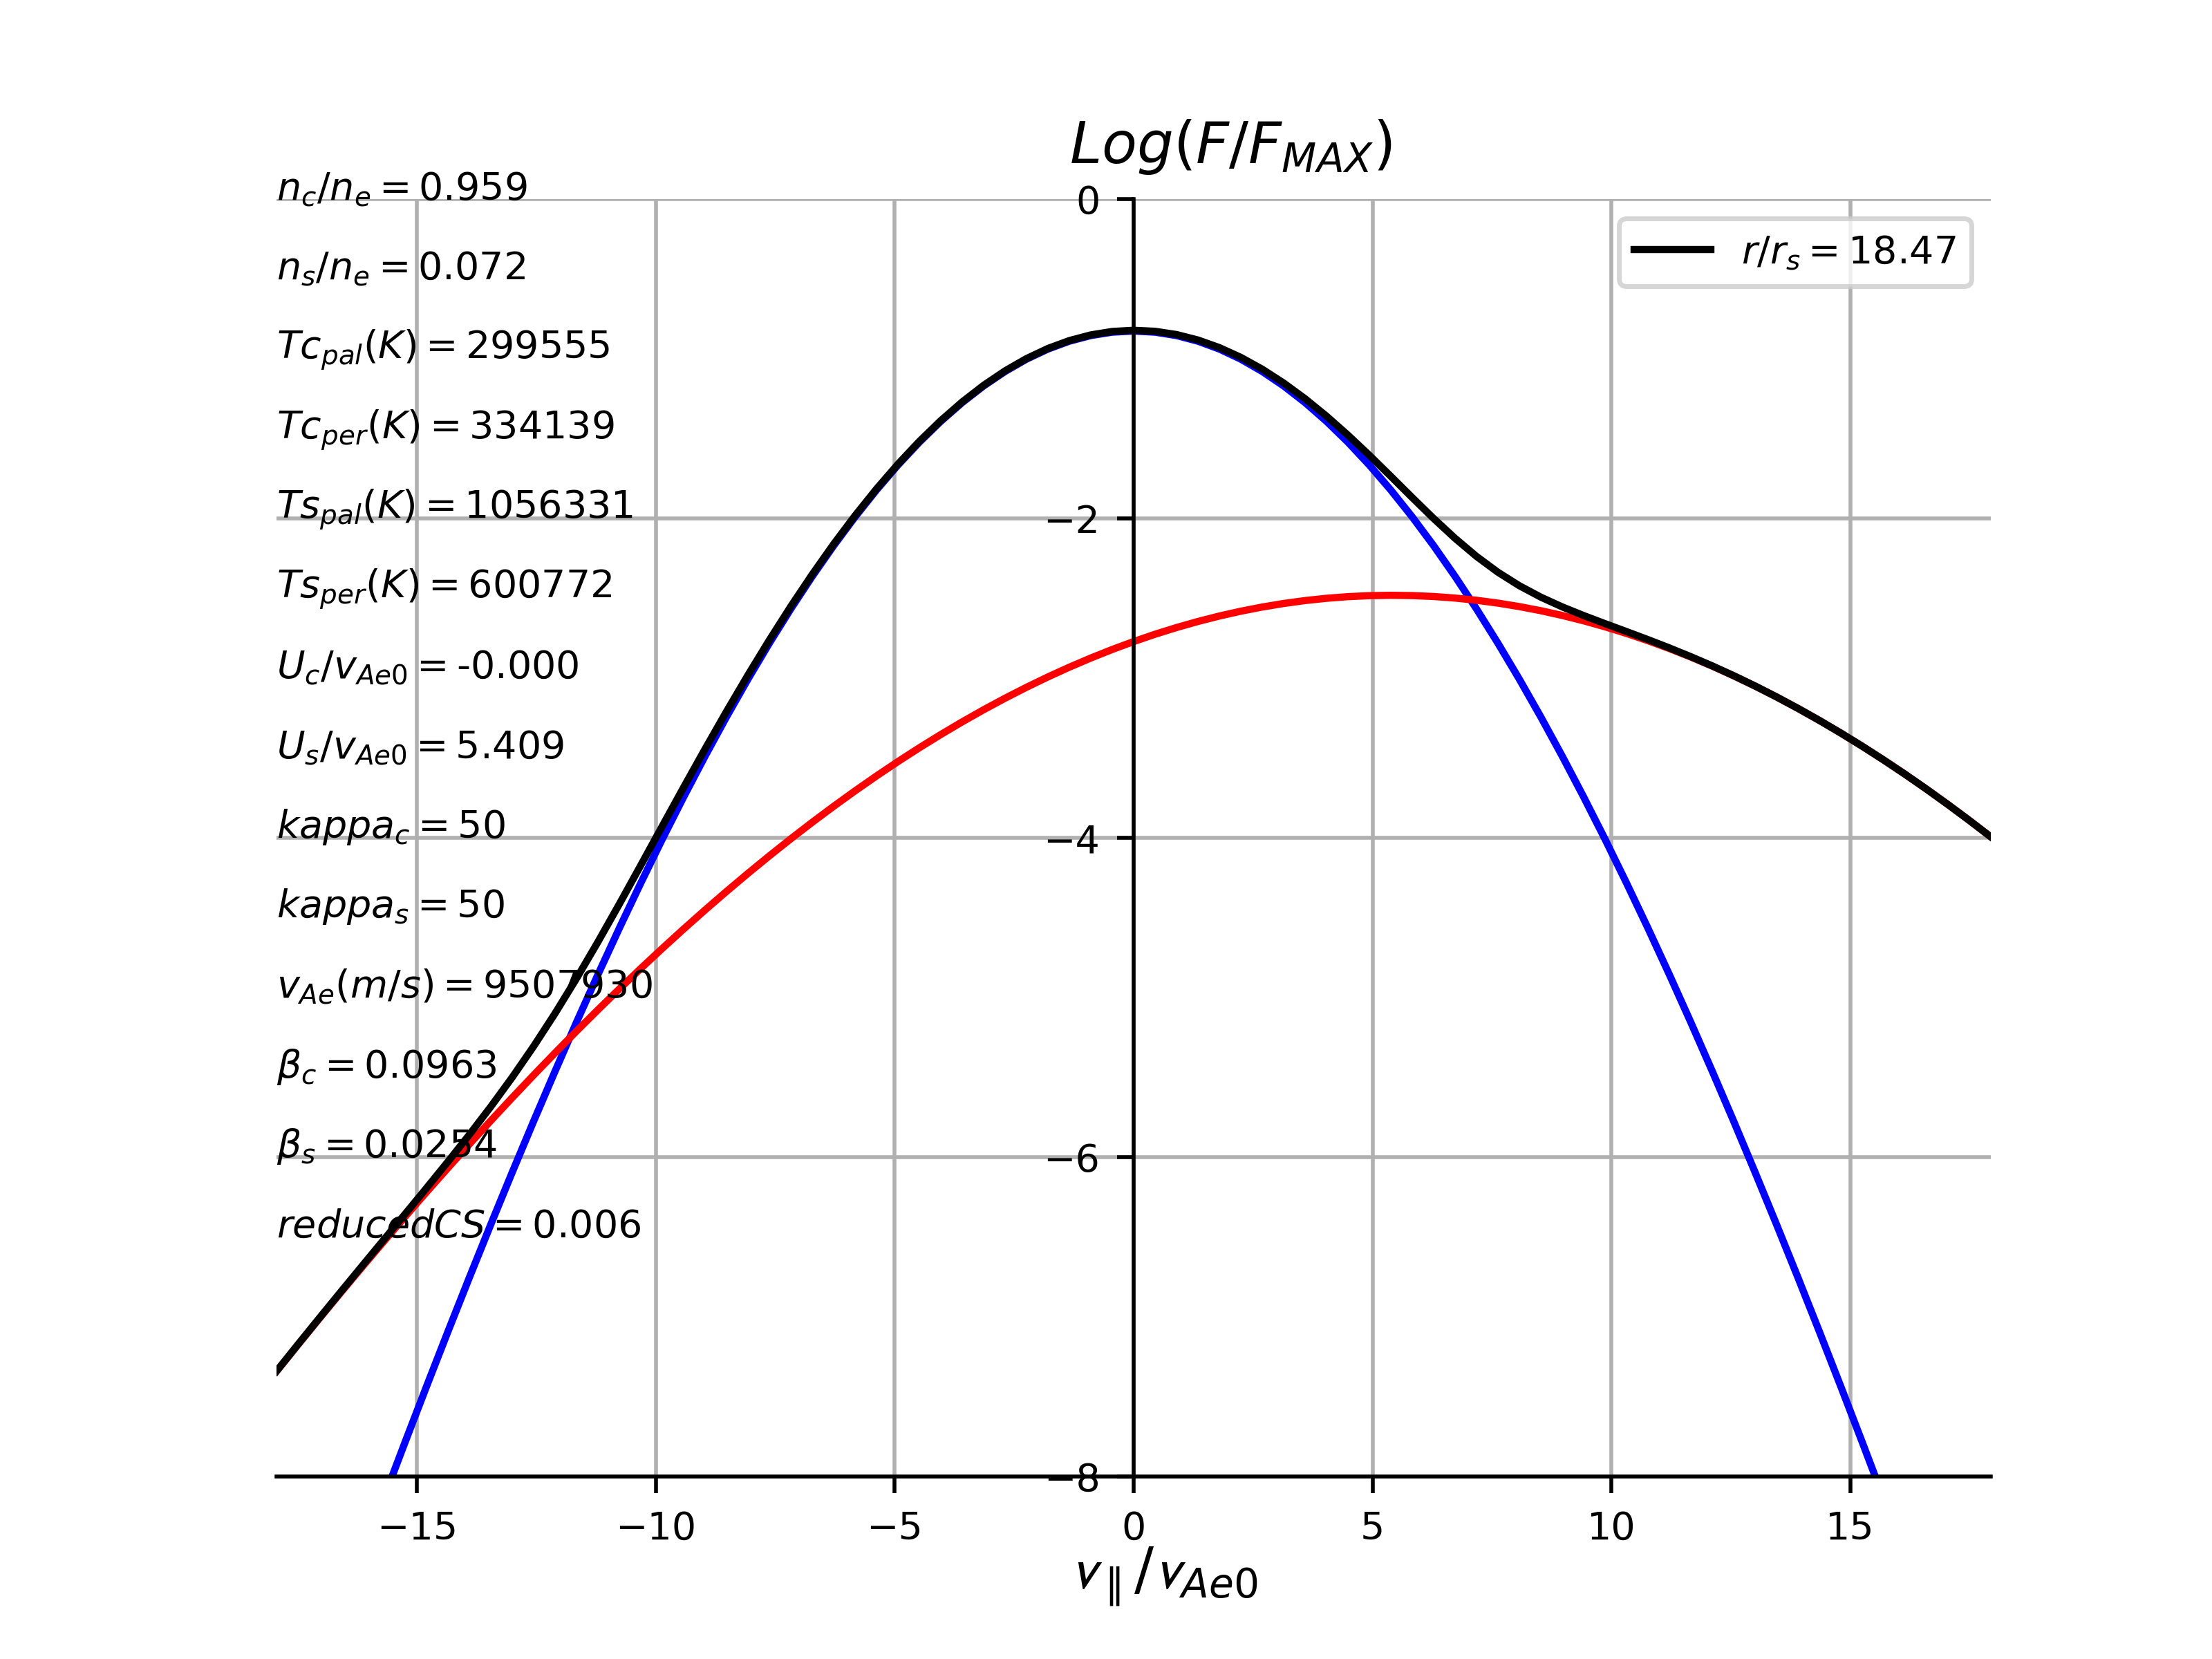 Log(F/F_MAX)
n_c/n_e = 0.959
0
r/r_s = 18.47
n_s/n_e = 0.072
Tc_pal(K) = 299555
Tc_per(K) = 334139
Ts_pal(K) = 1056331
−2
Ts_per(K) = 600772
U_c/v_Ae0 = -0.000
U_s/v_Ae0 = 5.409
kappa_c = 50
−4
kappa_s = 50
v_Ae(m/s) = 9507930
β_c = 0.0963
β_s = 0.0254
−6
reducedCS = 0.006
−8
−15 −10 −5 0 5 10 15
v_∥/v_Ae0